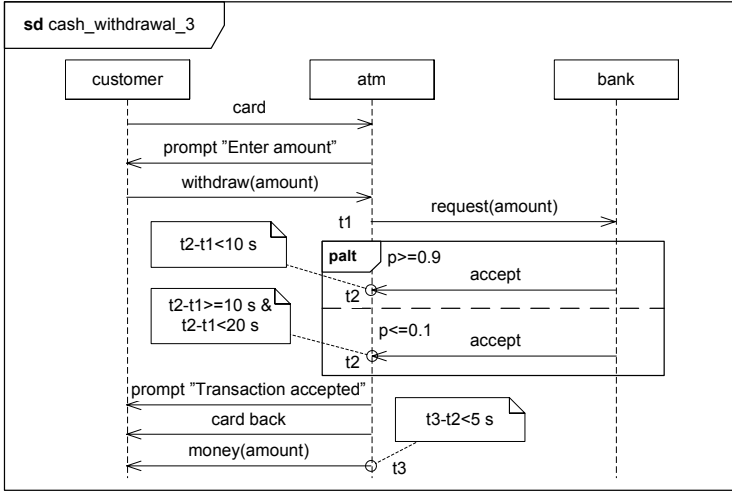 sd cash_withdrawal_3
customer
atm
bank
card
prompt ”Enter amount”
withdraw(amount)
t1
request(amount)
t2-t1<10 s
palt
p>=0.9
accept
t2
t2-t1>=10 s &
t2-t1<20 s
p<=0.1
accept
t2
prompt ”Transaction accepted”
card back
t3-t2<5 s
money(amount)
t3